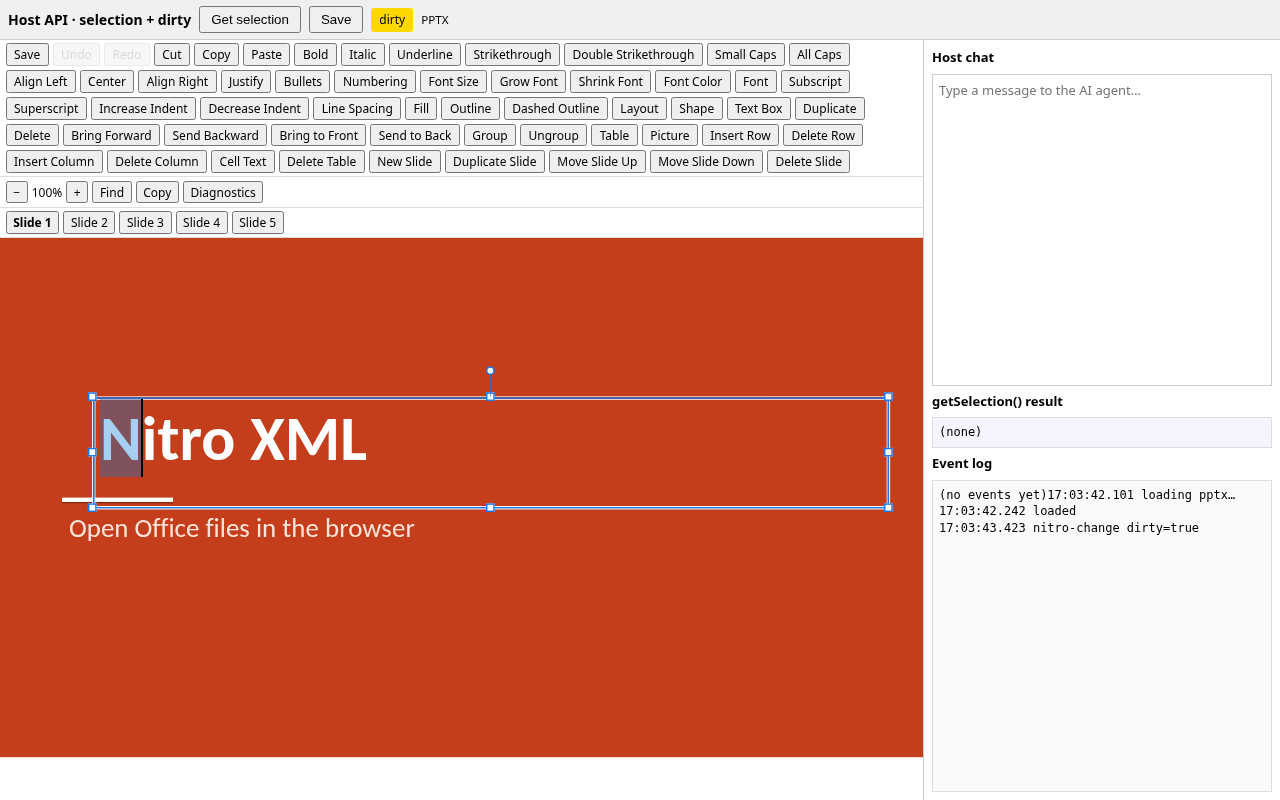 Host API · selection + dirty Get selection Save dirty PPTX
Save Undo Redo Cut Copy Paste Bold Italic Underline Strikethrough Double Strikethrough Small Caps All Caps
Align Left Center Align Right Justify Bullets Numbering Font Size Grow Font Shrink Font Font Color Font Subscript
Superscript Increase Indent Decrease Indent Line Spacing Fill Outline Dashed Outline Layout Shape Text Box Duplicate
Delete Bring Forward Send Backward Bring to Front Send to Back Group Ungroup Table Picture Insert Row Delete Row
Insert Column Delete Column Cell Text Delete Table New Slide Duplicate Slide Move Slide Up Move Slide Down Delete Slide
− 100% + Find Copy Diagnostics
Slide 1 Slide 2 Slide 3 Slide 4 Slide 5
Nitro XML
Open Office files in the browser
Host chat
Type a message to the AI agent…
getSelection() result
(none)
Event log
(no events yet)17:03:42.101 loading pptx…
17:03:42.242 loaded
17:03:43.423 nitro-change dirty=true